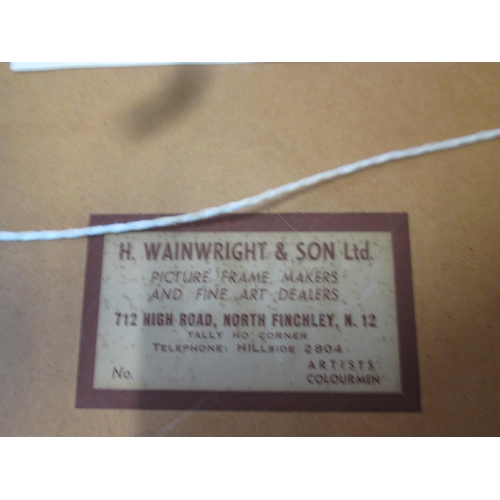 H. WAINWRIGHT & SON Ltd.
PICTURE FRAME MAKERS
AND FINE ART DEALERS
712 HIGH ROAD, NORTH FINCHLEY, N. 12
TALLY HO CORNER
TELEPHONE: HILLSIDE 2804
No.
ARTISTS'
COLOURMEN